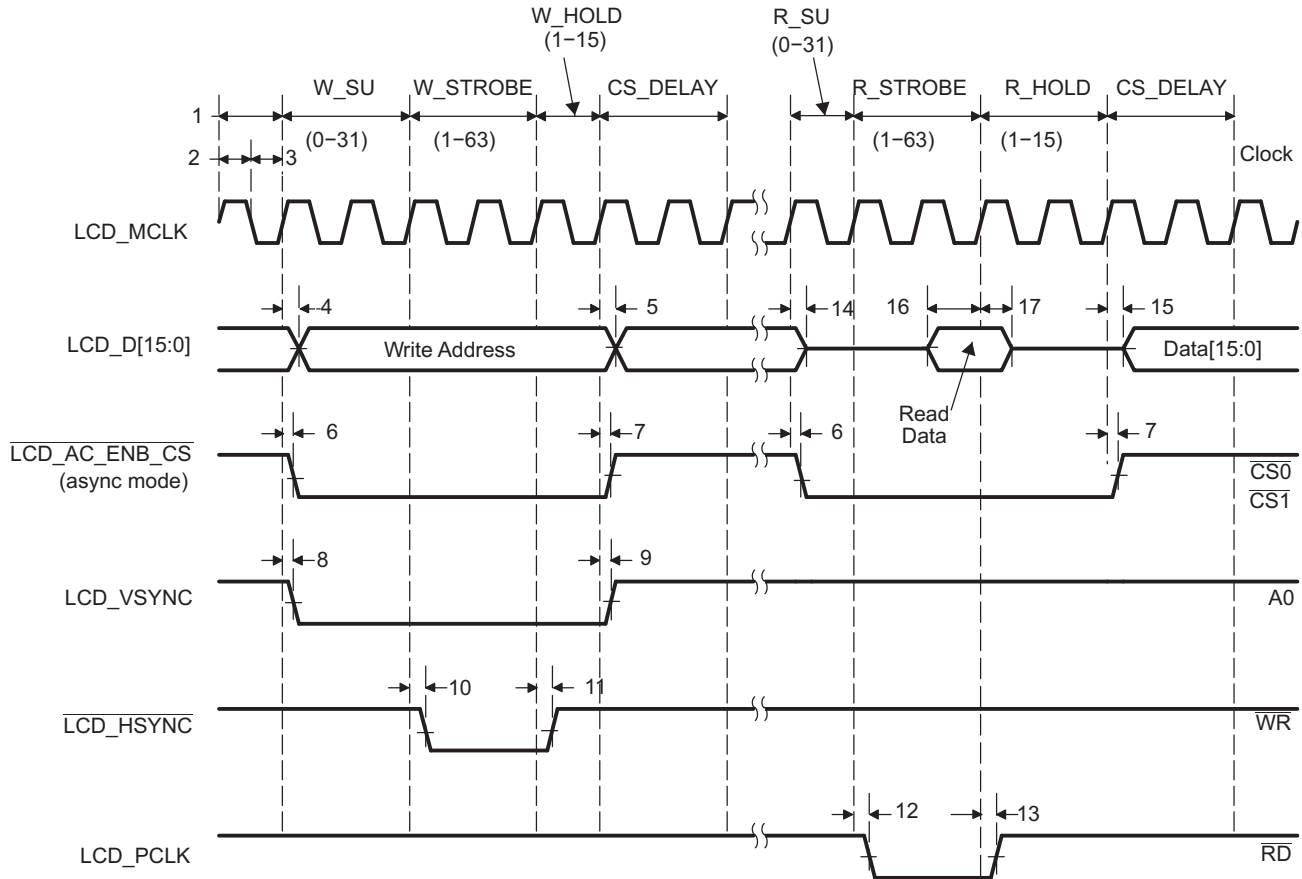 W_HOLD
(1−15)
R_SU
(0−31)
W_SU
W_STROBE
CS_DELAY
R_STROBE
R_HOLD
CS_DELAY
1
(0−31)
(1−63)
(1−63)
(1−15)
2
3
Clock
LCD_MCLK
4
5
14
16
17
15
LCD_D[15:0]
Write Address
Data[15:0]
Read
Data
6
7
6
7
LCD_AC_ENB_CS
(async mode)
CS0
CS1
8
9
LCD_VSYNC
A0
10
11
LCD_HSYNC
WR
12
13
LCD_PCLK
RD